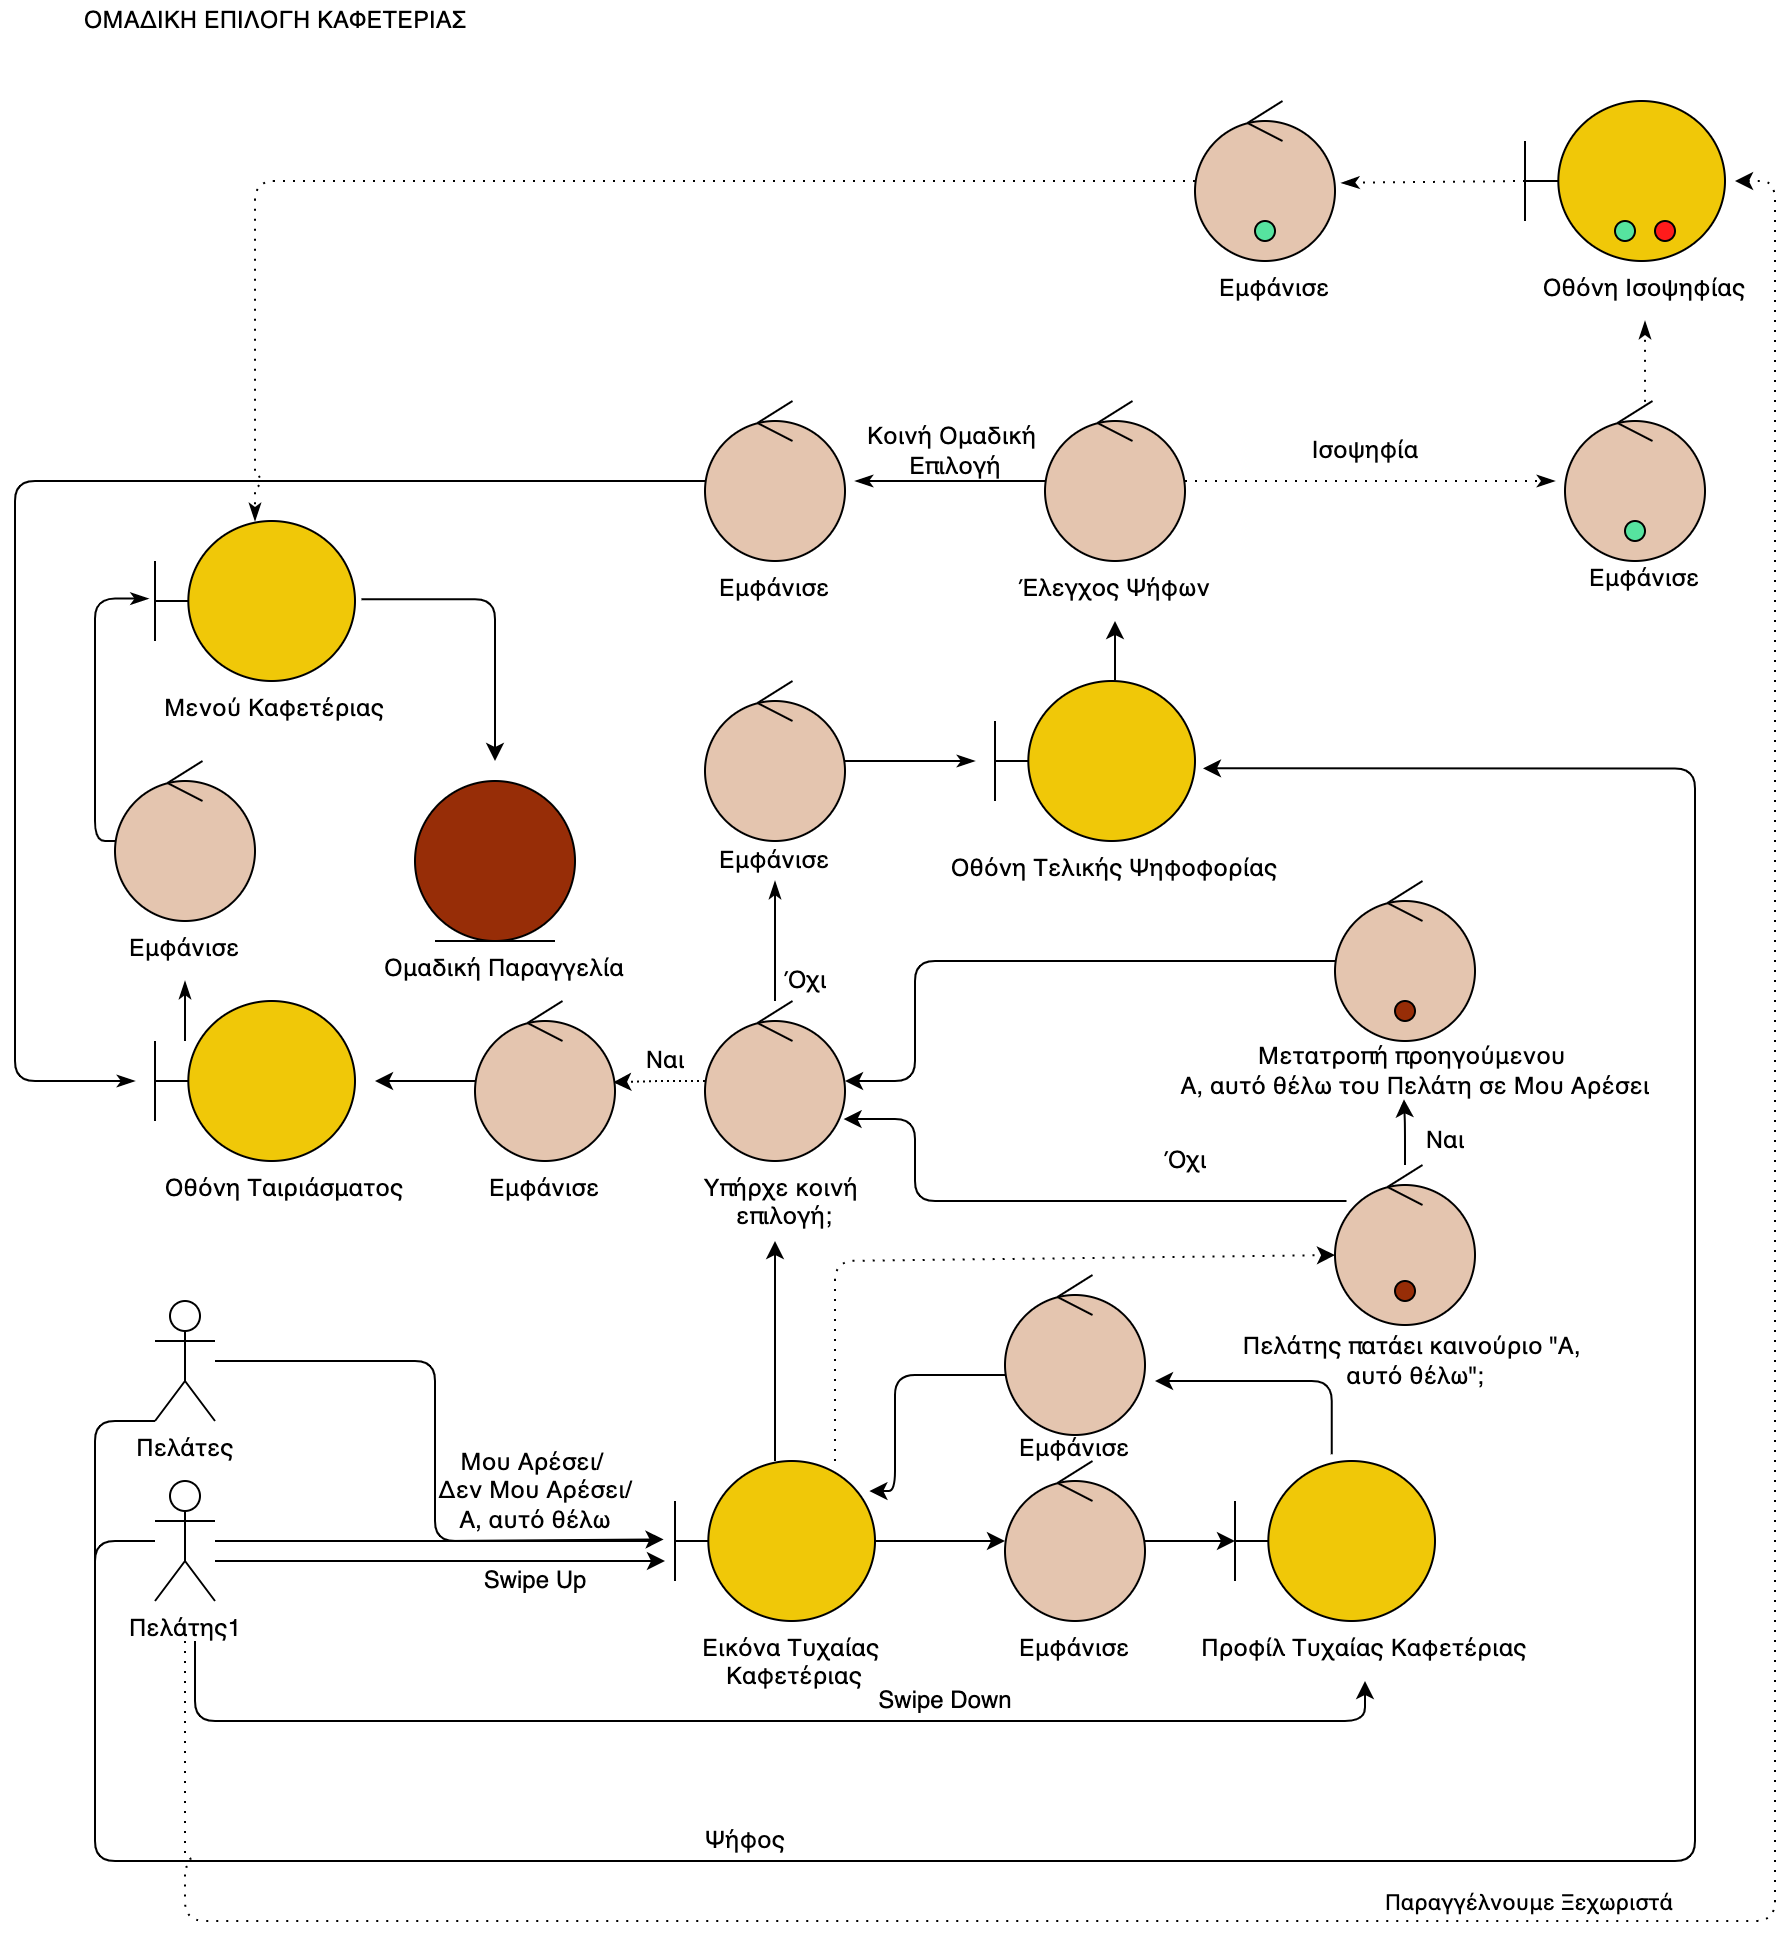 ΟΜΑΔΙΚΗ ΕΠΙΛΟΓΗ ΚΑΦΕΤΕΡΙΑΣ
Εμφάνισε
Οθόνη Ισοψηφίας
Κοινή Ομαδική
Επιλογή
Ισοψηφία
Εμφάνισε
Έλεγχος Ψήφων
Εμφάνισε
Μενού Καφετέριας
Εμφάνισε
Οθόνη Τελικής Ψηφοφορίας
Εμφάνισε
Ομαδική Παραγγελία
Όχι
Μετατροπή προηγούμενου
Α, αυτό θέλω του Πελάτη σε Μου Αρέσει
Ναι
Ναι
Όχι
Οθόνη Ταιριάσματος
Εμφάνισε
Υπήρχε κοινή
επιλογή;
Πελάτης πατάει καινούριο "Α,
αυτό θέλω";
Πελάτες
Εμφάνισε
Μου Αρέσει/
Δεν Μου Αρέσει/
Α, αυτό θέλω
Swipe Up
Πελάτης1
Εικόνα Τυχαίας
Καφετέριας
Εμφάνισε
Προφίλ Τυχαίας Καφετέριας
Swipe Down
Ψήφος
Παραγγέλνουμε Ξεχωριστά